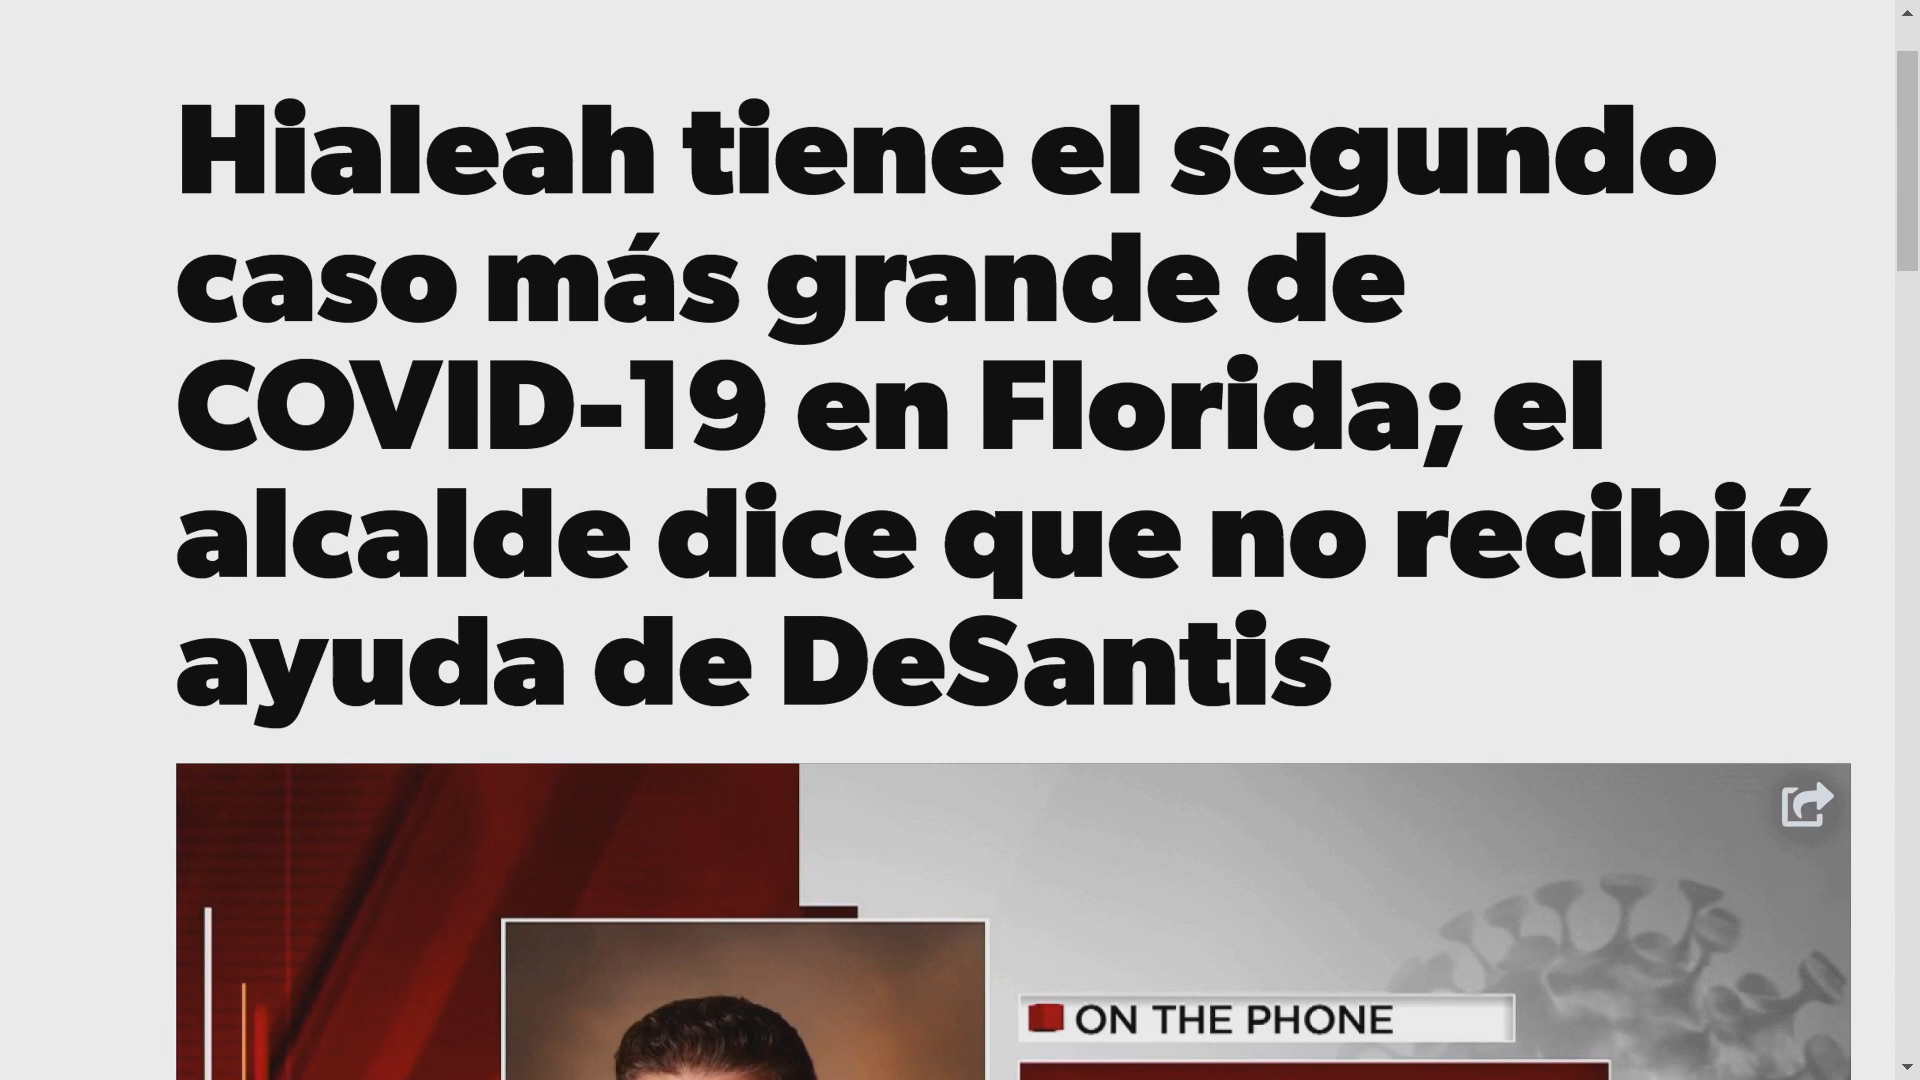 Hialeah tiene el segundo
caso más grande de
COVID-19 en Florida; el
alcalde dice que no recibió
ayuda de DeSantis
ON THE PHONE